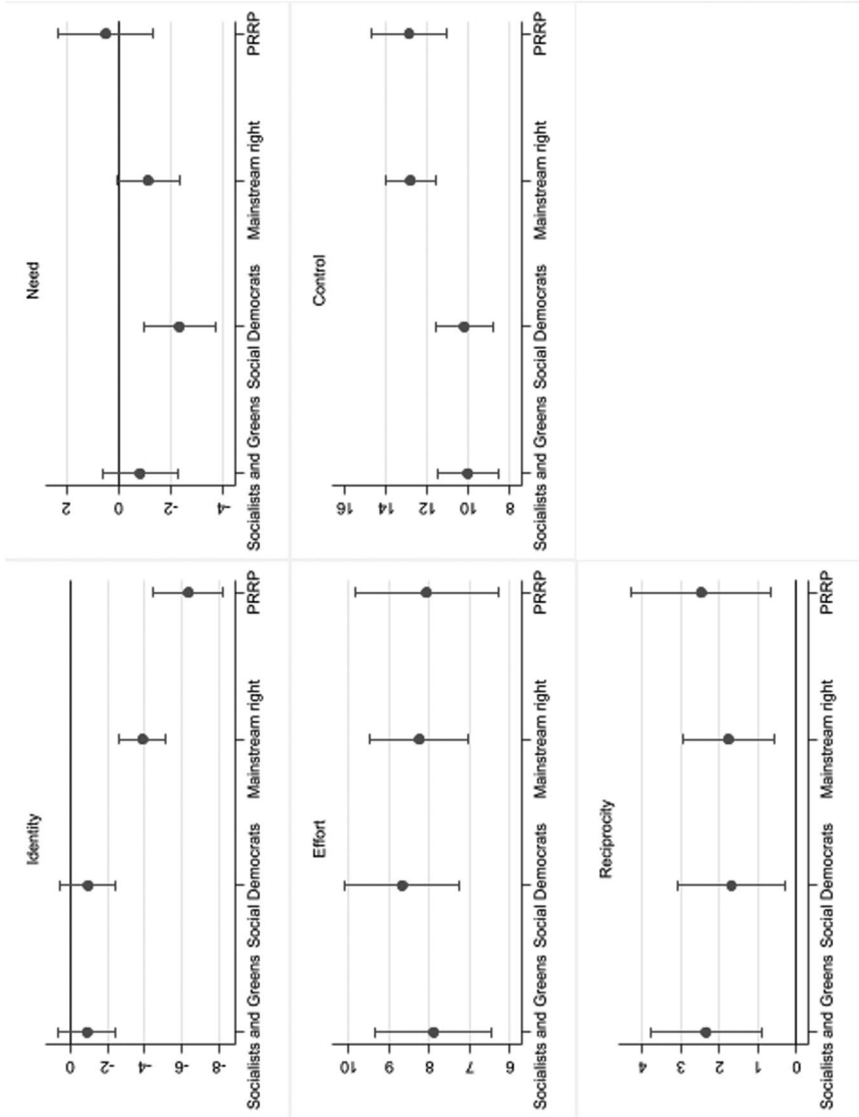 Identity
0
-2
-4
-6
-8
Socialists and Greens Social Democrats Mainstream right PRRP
Need
2
0
-2
-4
Socialists and Greens Social Democrats Mainstream right PRRP
Effort
10
9
8
7
6
Socialists and Greens Social Democrats Mainstream right PRRP
Control
16
14
12
10
8
Socialists and Greens Social Democrats Mainstream right PRRP
Reciprocity
4
3
2
1
0
Socialists and Greens Social Democrats Mainstream right PRRP